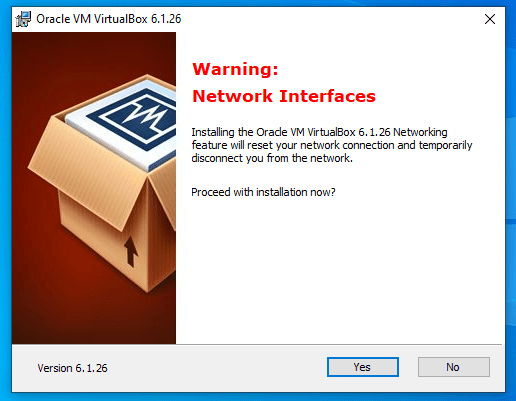 Oracle VM VirtualBox 6.1.26
Warning:
Network Interfaces
Installing the Oracle VM VirtualBox 6.1.26 Networking
feature will reset your network connection and temporarily
disconnect you from the network.
Proceed with installation now?
Version 6.1.26
Yes
No